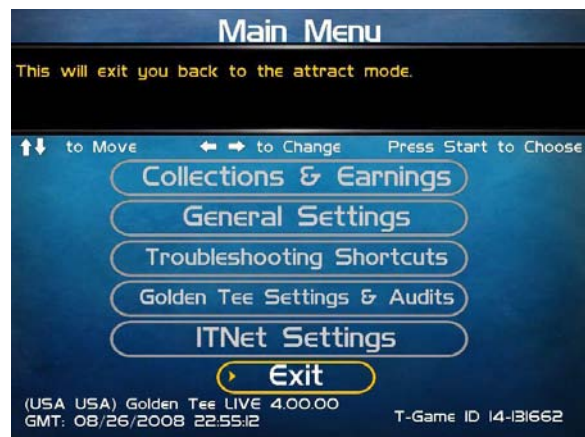 Main Menu
This will exit you back to the attract mode.
to Move to Change Press Start to Choose
Collections & Earnings
General Settings
Troubleshooting Shortcuts
Golden Tee Settings & Audits
ITNet Settings
Exit
(USA USA) Golden Tee LIVE 4.00.00
GMT: 08/26/2008 22:55:12
T-Game ID 14-131662